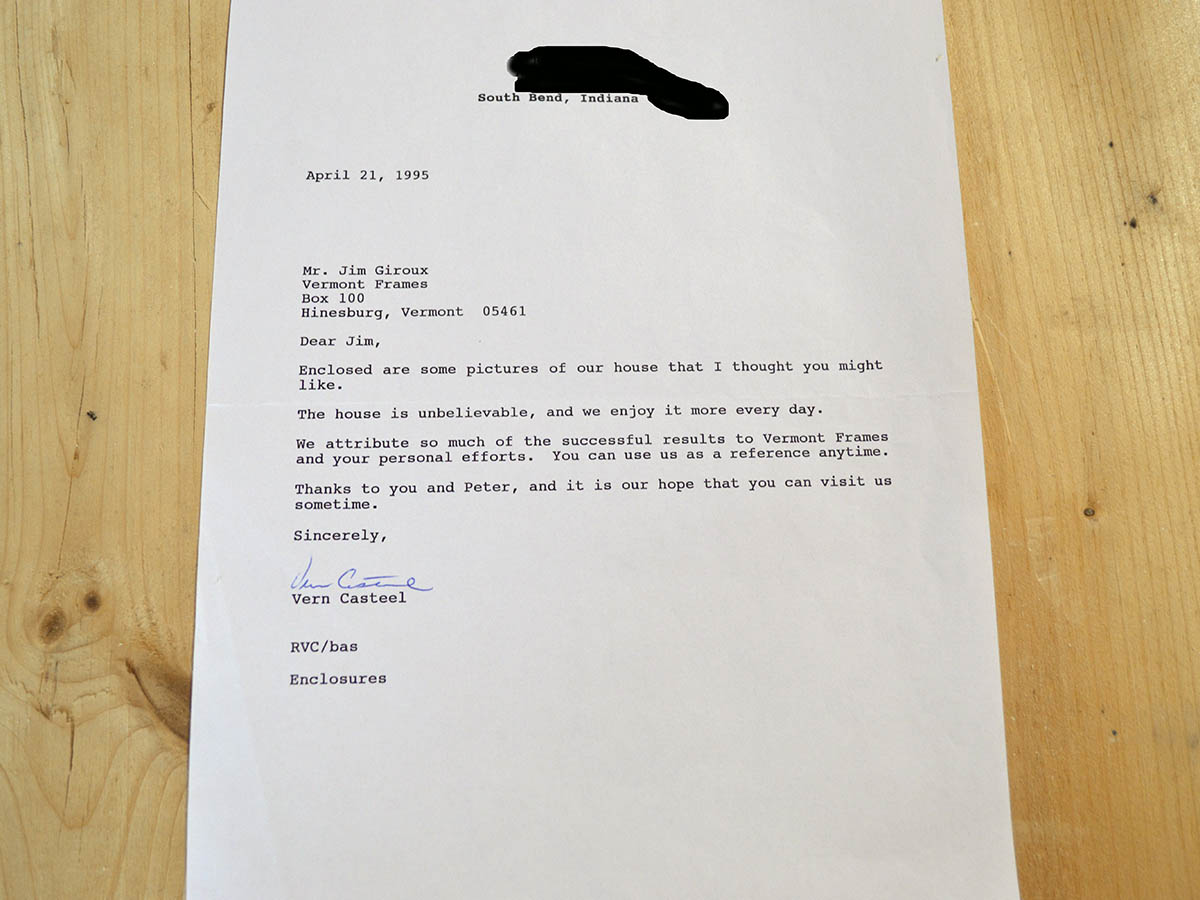 South Bend, Indiana
April 21, 1995
Mr. Jim Giroux
Vermont Frames
Box 100
Hinesburg, Vermont  05461
Dear Jim,
Enclosed are some pictures of our house that I thought you might
like.
The house is unbelievable, and we enjoy it more every day.
We attribute so much of the successful results to Vermont Frames
and your personal efforts.  You can use us as a reference anytime.
Thanks to you and Peter, and it is our hope that you can visit us
sometime.
Sincerely,
Vern Casteel
Vern Casteel
RVC/bas
Enclosures